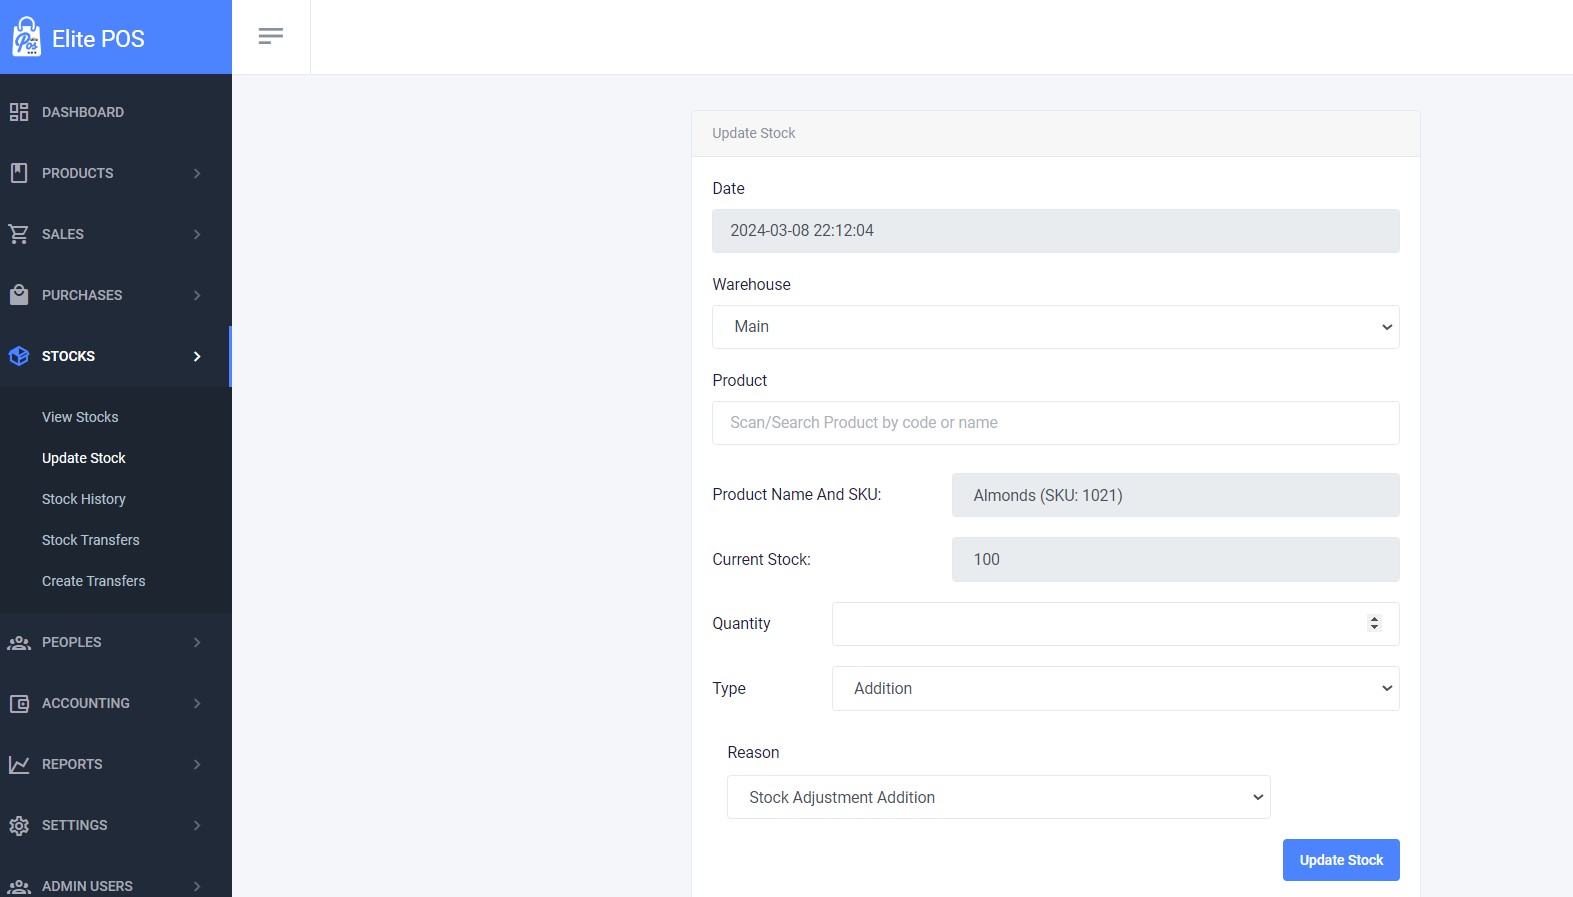 Pos
Elite POS
DASHBOARD
PRODUCTS
SALES
PURCHASES
STOCKS
View Stocks
Update Stock
Stock History
Stock Transfers
Create Transfers
PEOPLES
ACCOUNTING
REPORTS
SETTINGS
ADMIN USERS
Update Stock
Date
2024-03-08 22:12:04
Warehouse
Main
Product
Scan/Search Product by code or name
Product Name And SKU:
Almonds (SKU: 1021)
Current Stock:
100
Quantity
Type
Addition
Reason
Stock Adjustment Addition
Update Stock